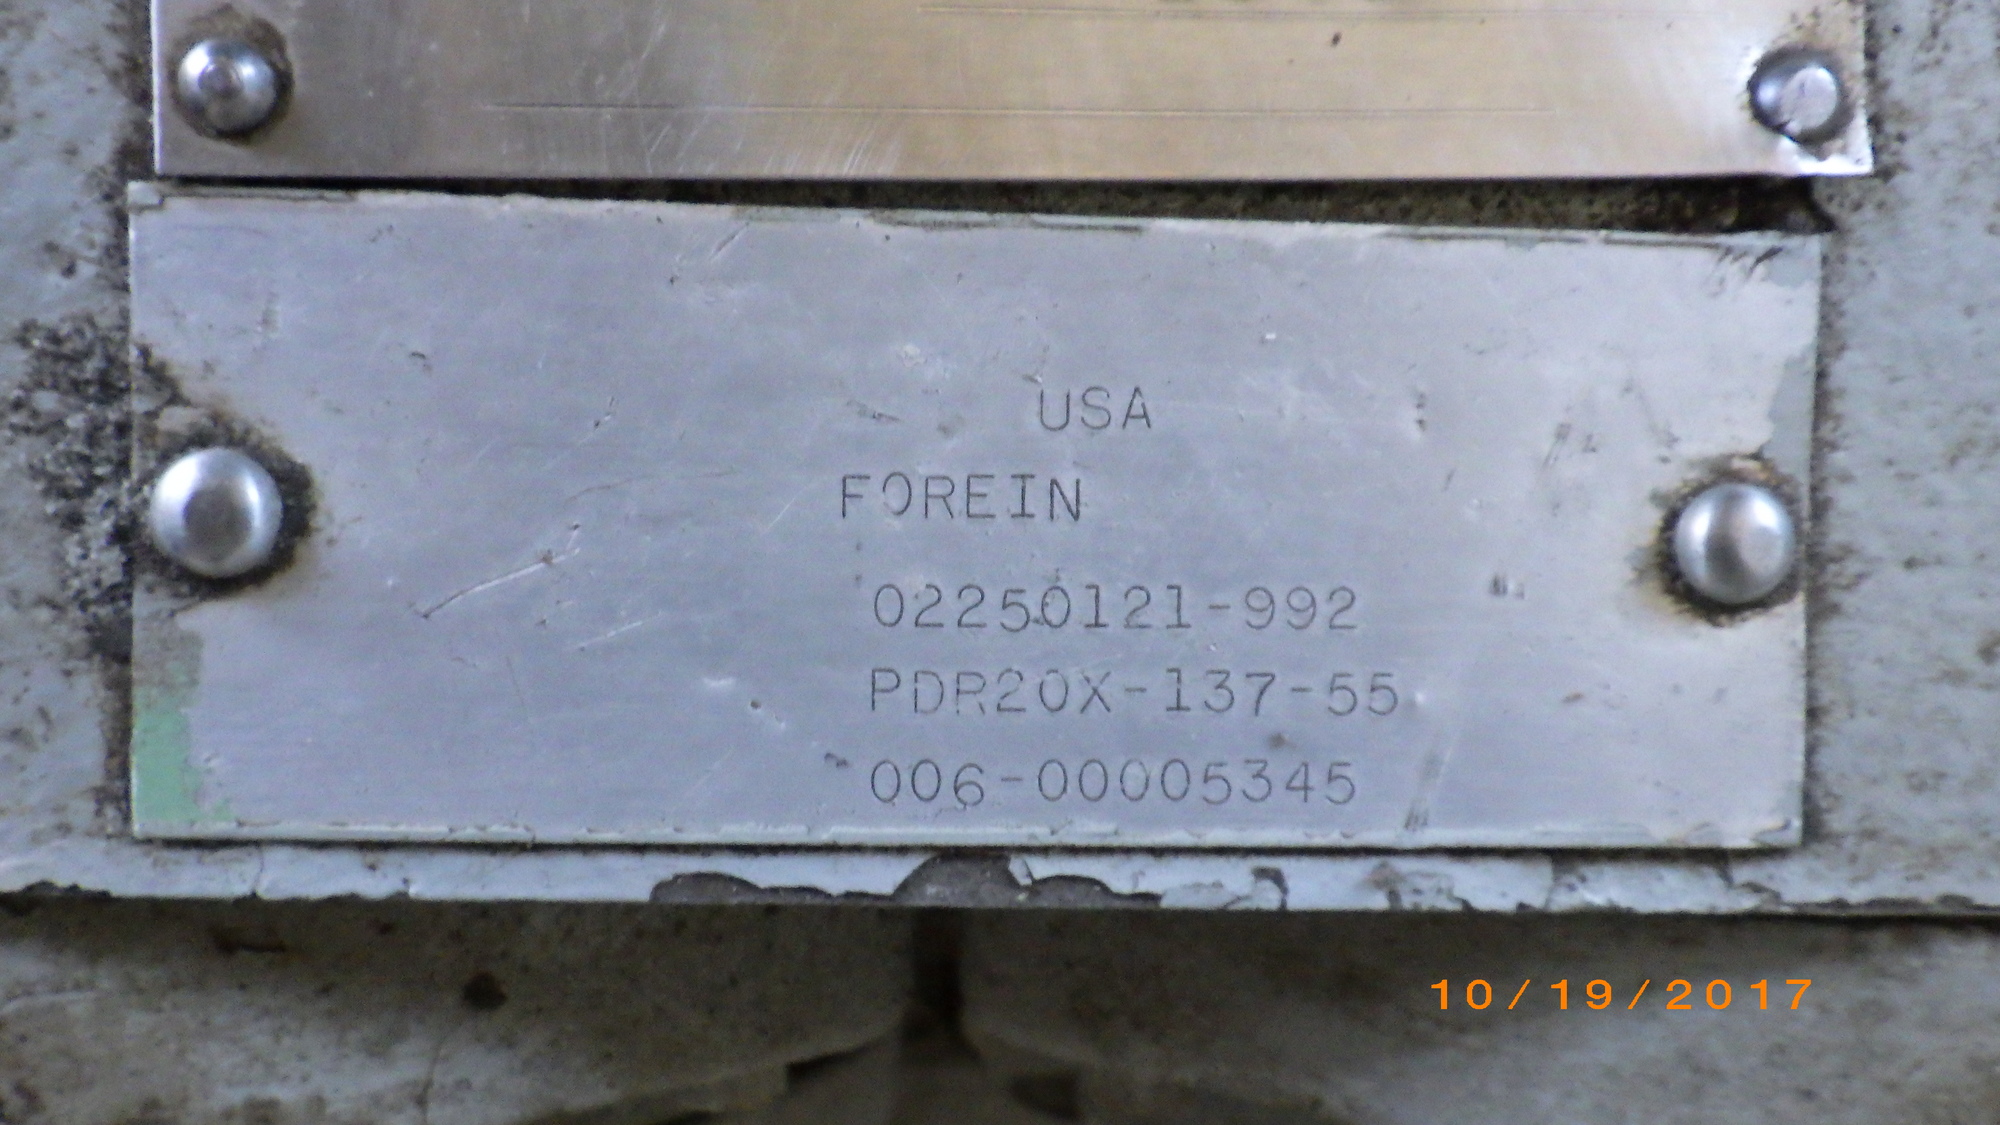 USA
FOREIN
02250121-992
PDR20X-137-55
006-00005345
10/19/2017